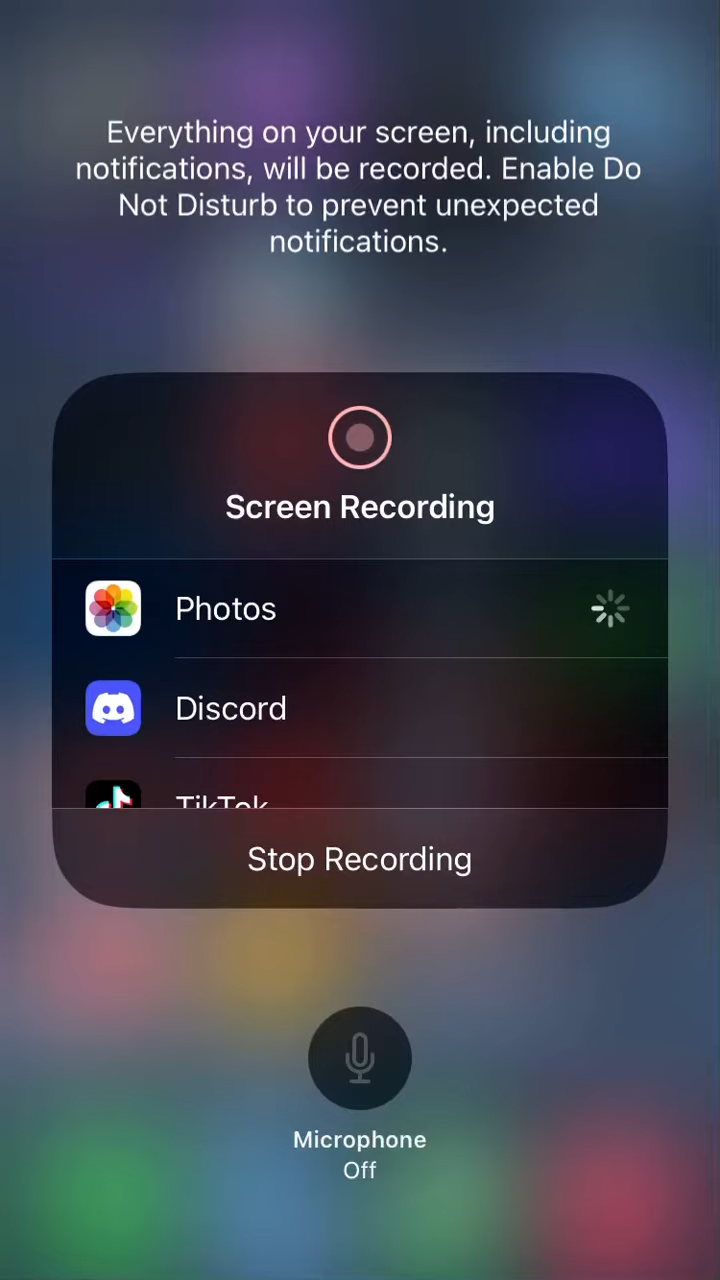 Everything on your screen, including
notifications, will be recorded. Enable Do
Not Disturb to prevent unexpected
notifications.
Screen Recording
Photos
Discord
TikTok
Stop Recording
Microphone
Off